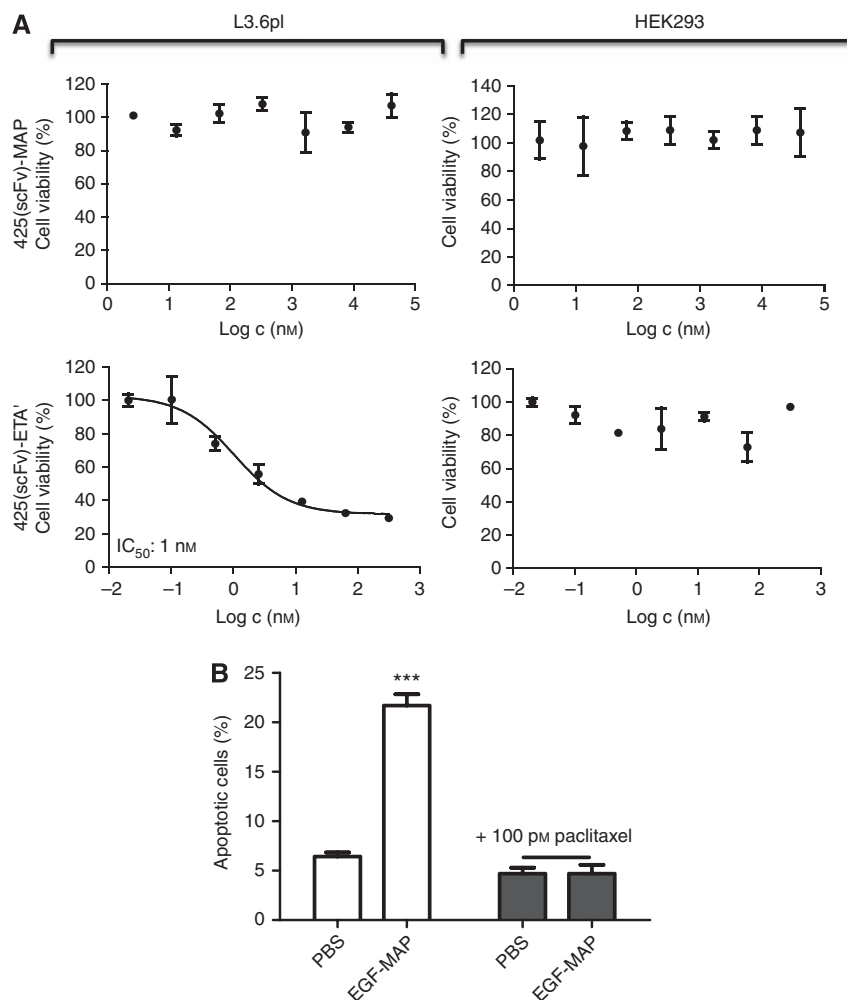 A
L3.6pl
HEK293
425(scFv)-MAP
Cell viability (%)
120
100
80
60
40
20
0
0 1 2 3 4 5
Log c (nM)
Cell viability (%)
140
120
100
80
60
40
20
0
0 1 2 3 4 5
Log c (nM)
425(scFv)-ETA'
Cell viability (%)
120
100
80
60
40
20
0
IC50: 1 nM
–2 –1 0 1 2 3
Log c (nM)
Cell viability (%)
120
100
80
60
40
20
0
–2 –1 0 1 2 3
Log c (nM)
B
Apoptotic cells (%)
25
20
15
10
5
0
***
+ 100 pM paclitaxel
PBS
EGF-MAP
PBS
EGF-MAP